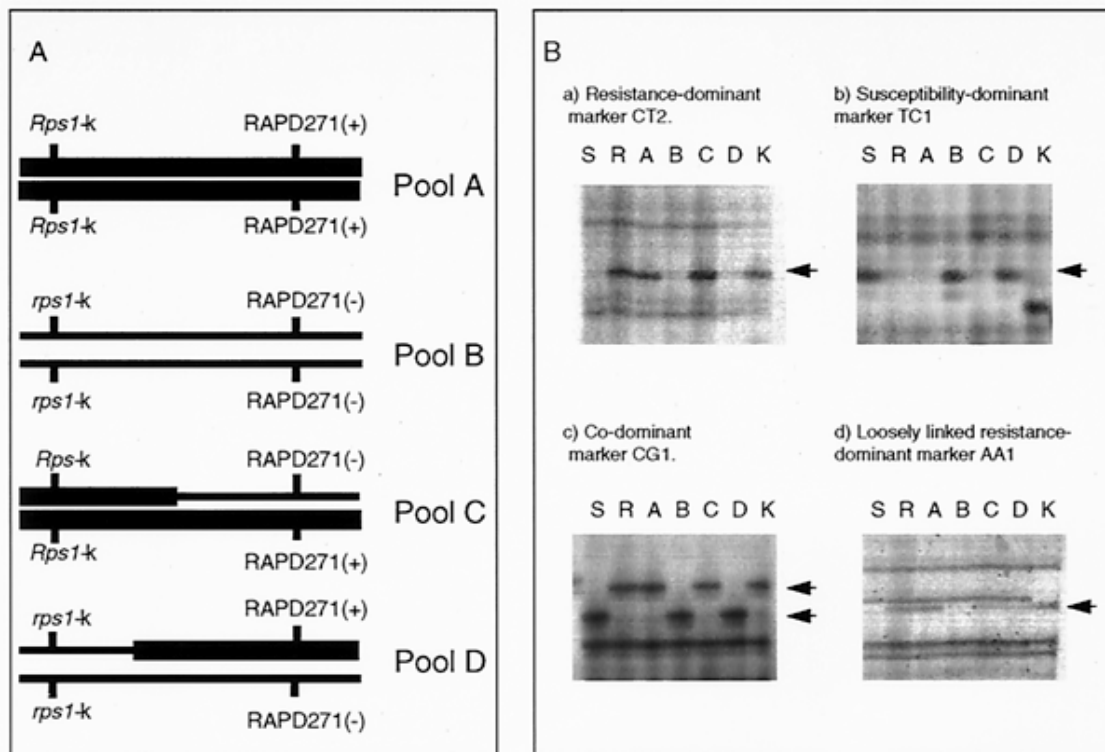 A
Rps1-k RAPD271(+)
Pool A
Rps1-k RAPD271(+)
rps1-k RAPD271(-)
Pool B
rps1-k RAPD271(-)
Rps-k RAPD271(-)
Pool C
Rps1-k RAPD271(+)
rps1-k RAPD271(+)
Pool D
rps1-k RAPD271(-)
B
a) Resistance-dominant
marker CT2.
S R A B C D K
b) Susceptibility-dominant
marker TC1
S R A B C D K
c) Co-dominant
marker CG1.
S R A B C D K
d) Loosely linked resistance-
dominant marker AA1
S R A B C D K